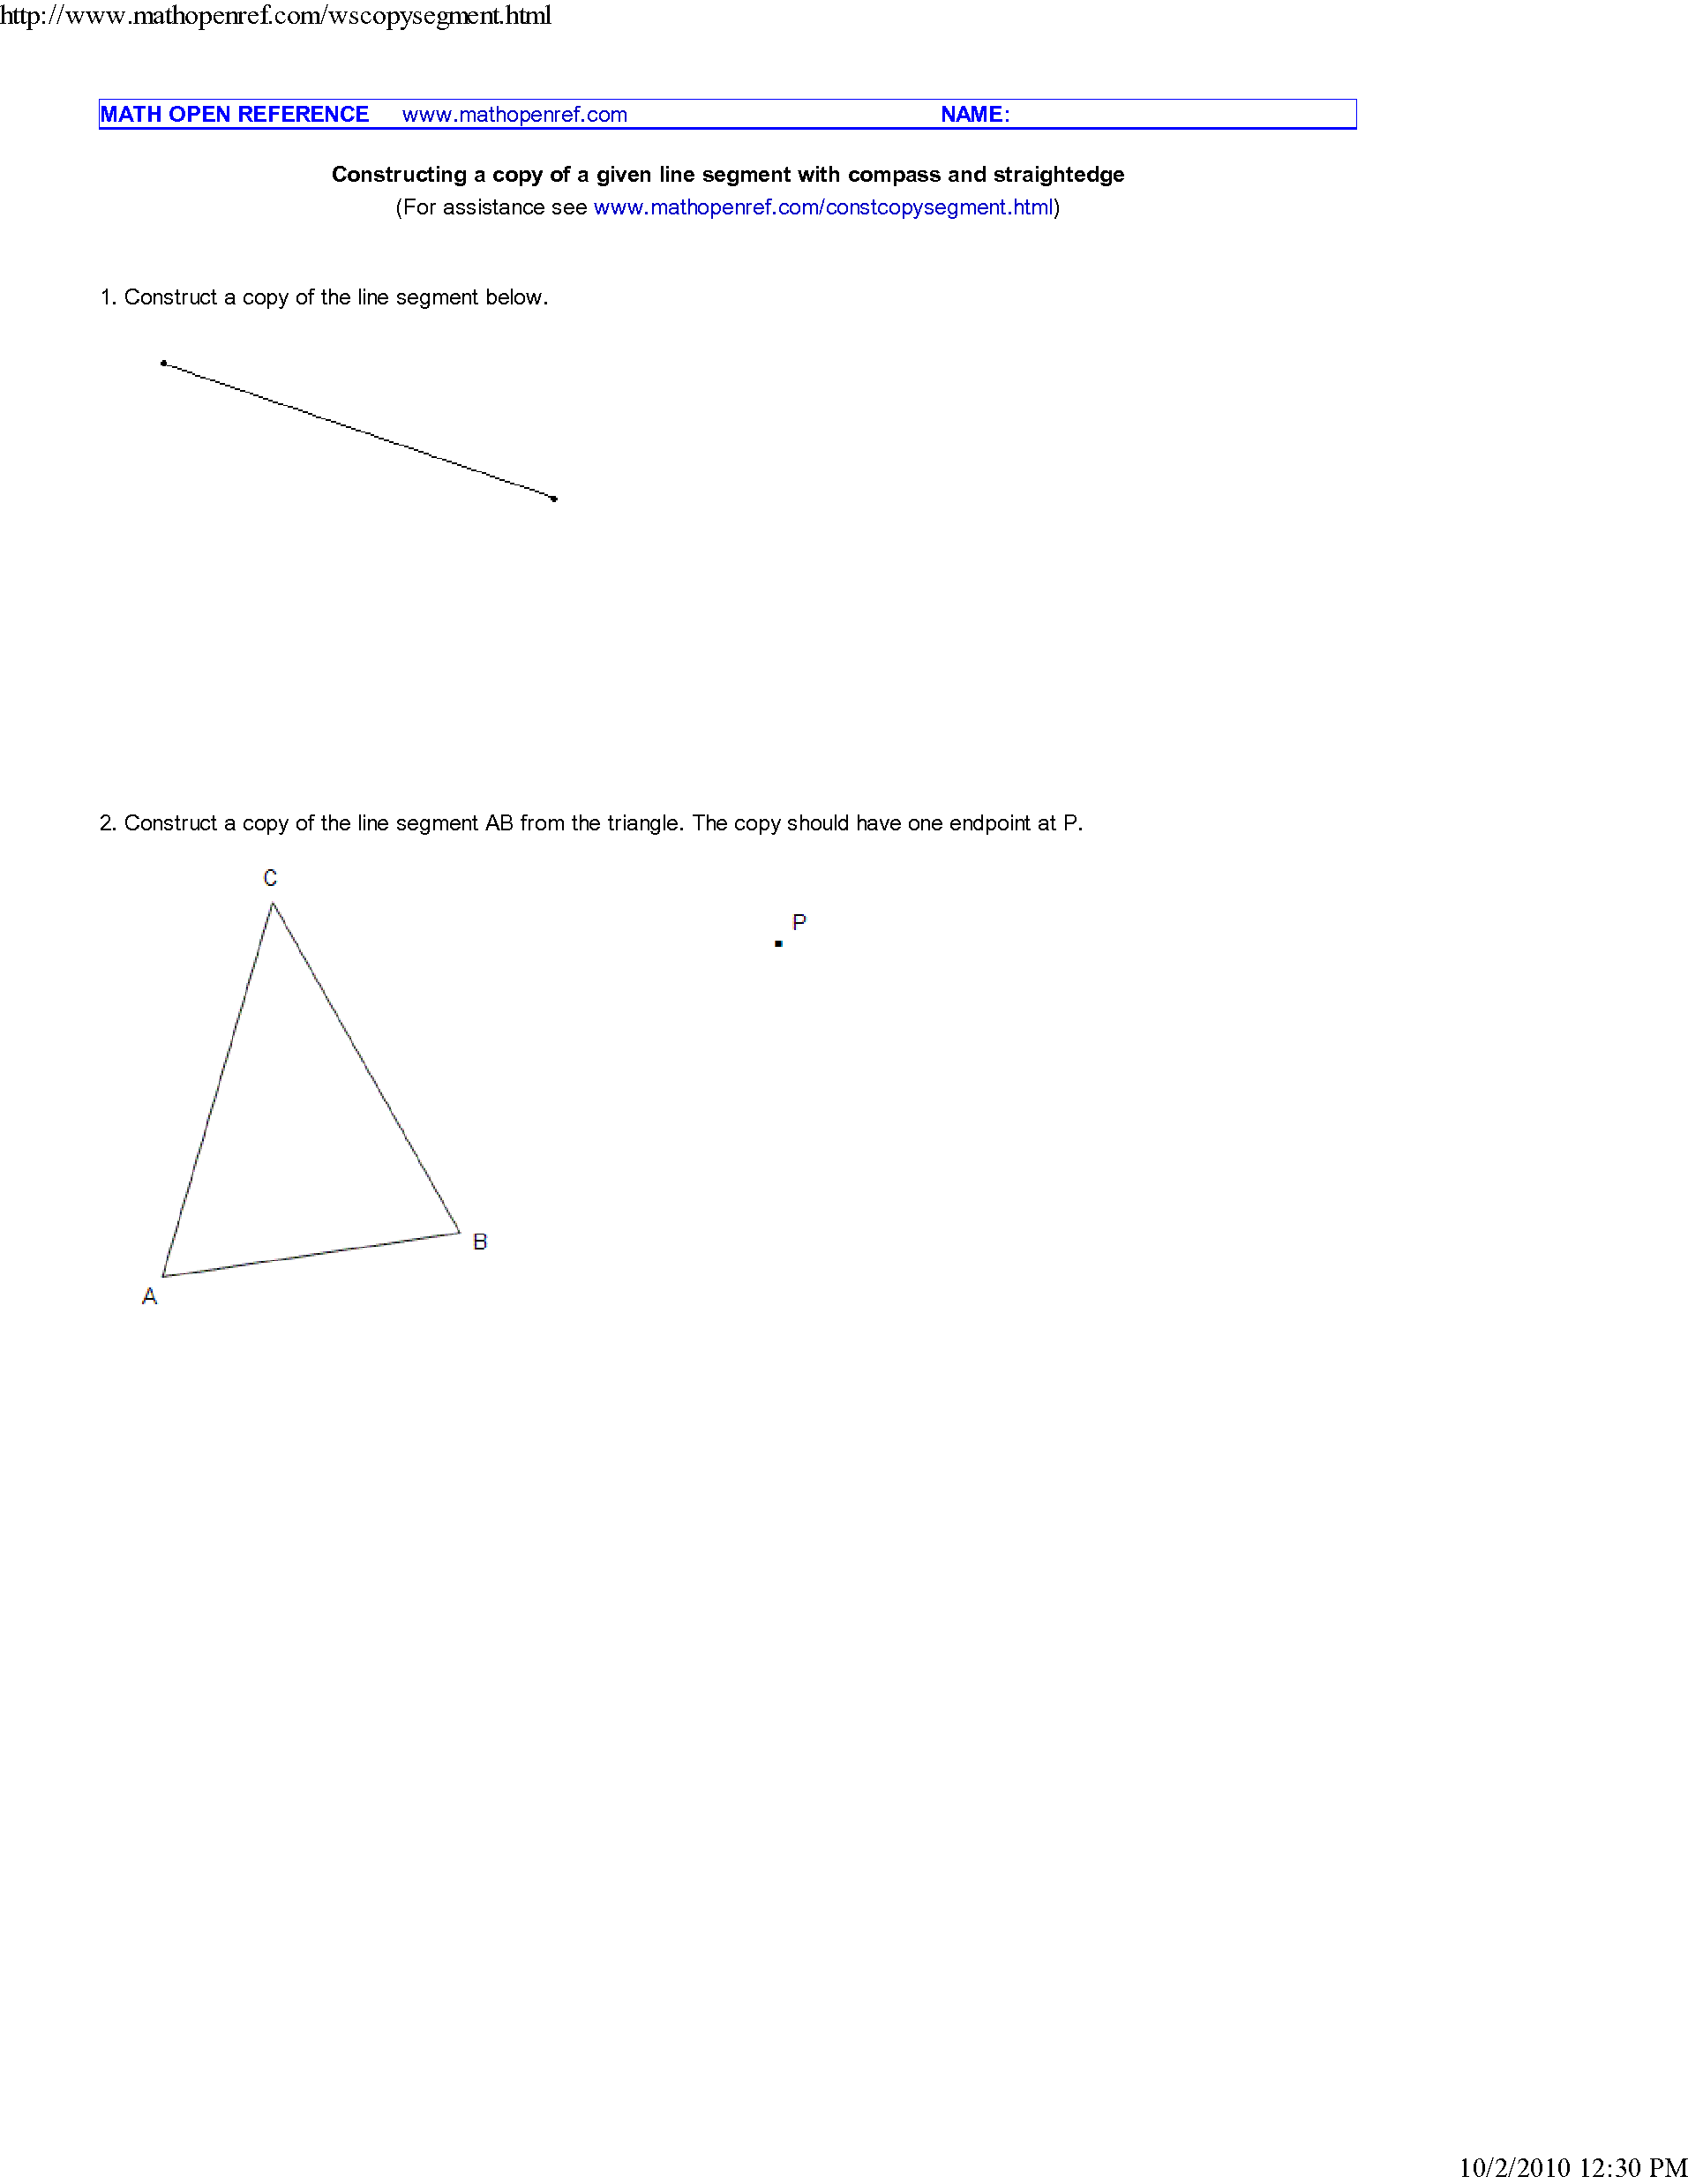 http://www.mathopenref.com/wscopysegment.html
MATH OPEN REFERENCE www.mathopenref.com NAME:
Constructing a copy of a given line segment with compass and straightedge
(For assistance see www.mathopenref.com/constcopysegment.html)
1. Construct a copy of the line segment below.
2. Construct a copy of the line segment AB from the triangle. The copy should have one endpoint at P.
C
P
B
A
10/2/2010 12:30 PM